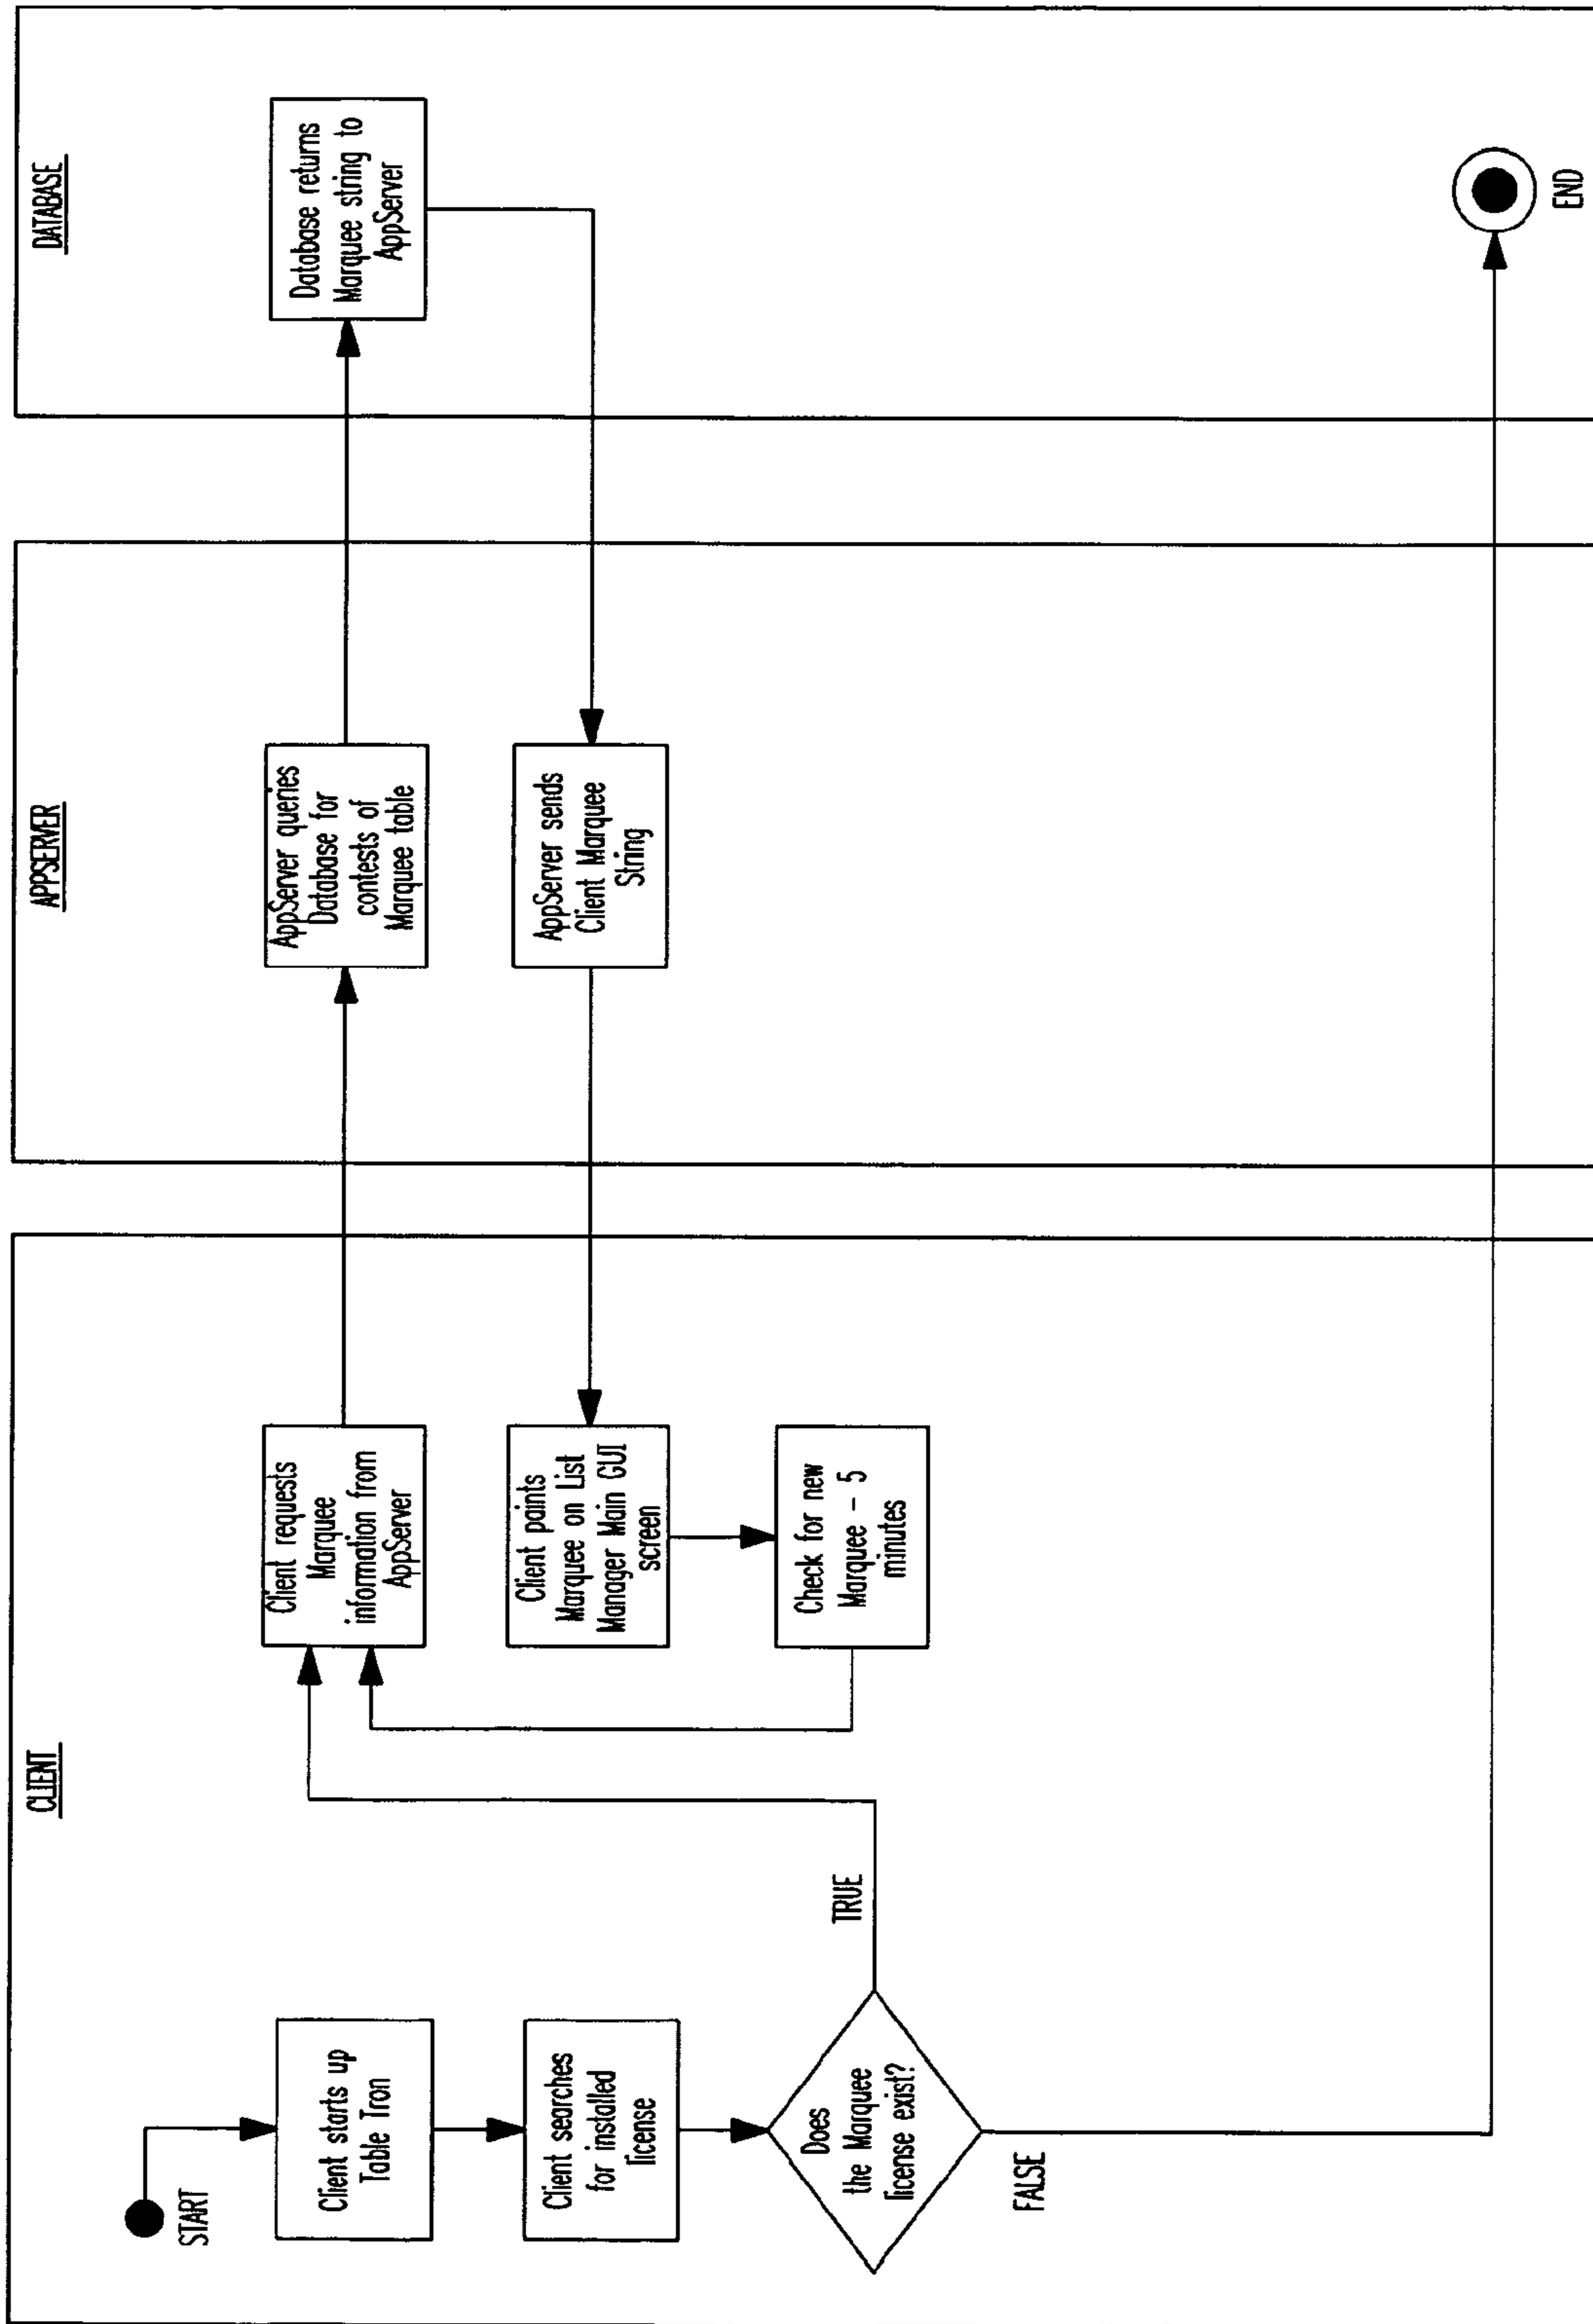 CLIENT
START
Client starts up
Table Tron
Client searches
for installed
license
Does
the Marquee
license exist?
TRUE
FALSE
Client requests
Marquee
information from
AppServer
Client paints
Marquee on List
Manager Main GUI
screen
Check for new
Marquee - 5
minutes
APPSERVER
AppServer queries
Database for
contests of
Marquee table
AppServer sends
Client Marquee
String
DATABASE
Database returns
Marquee string to
AppServer
END